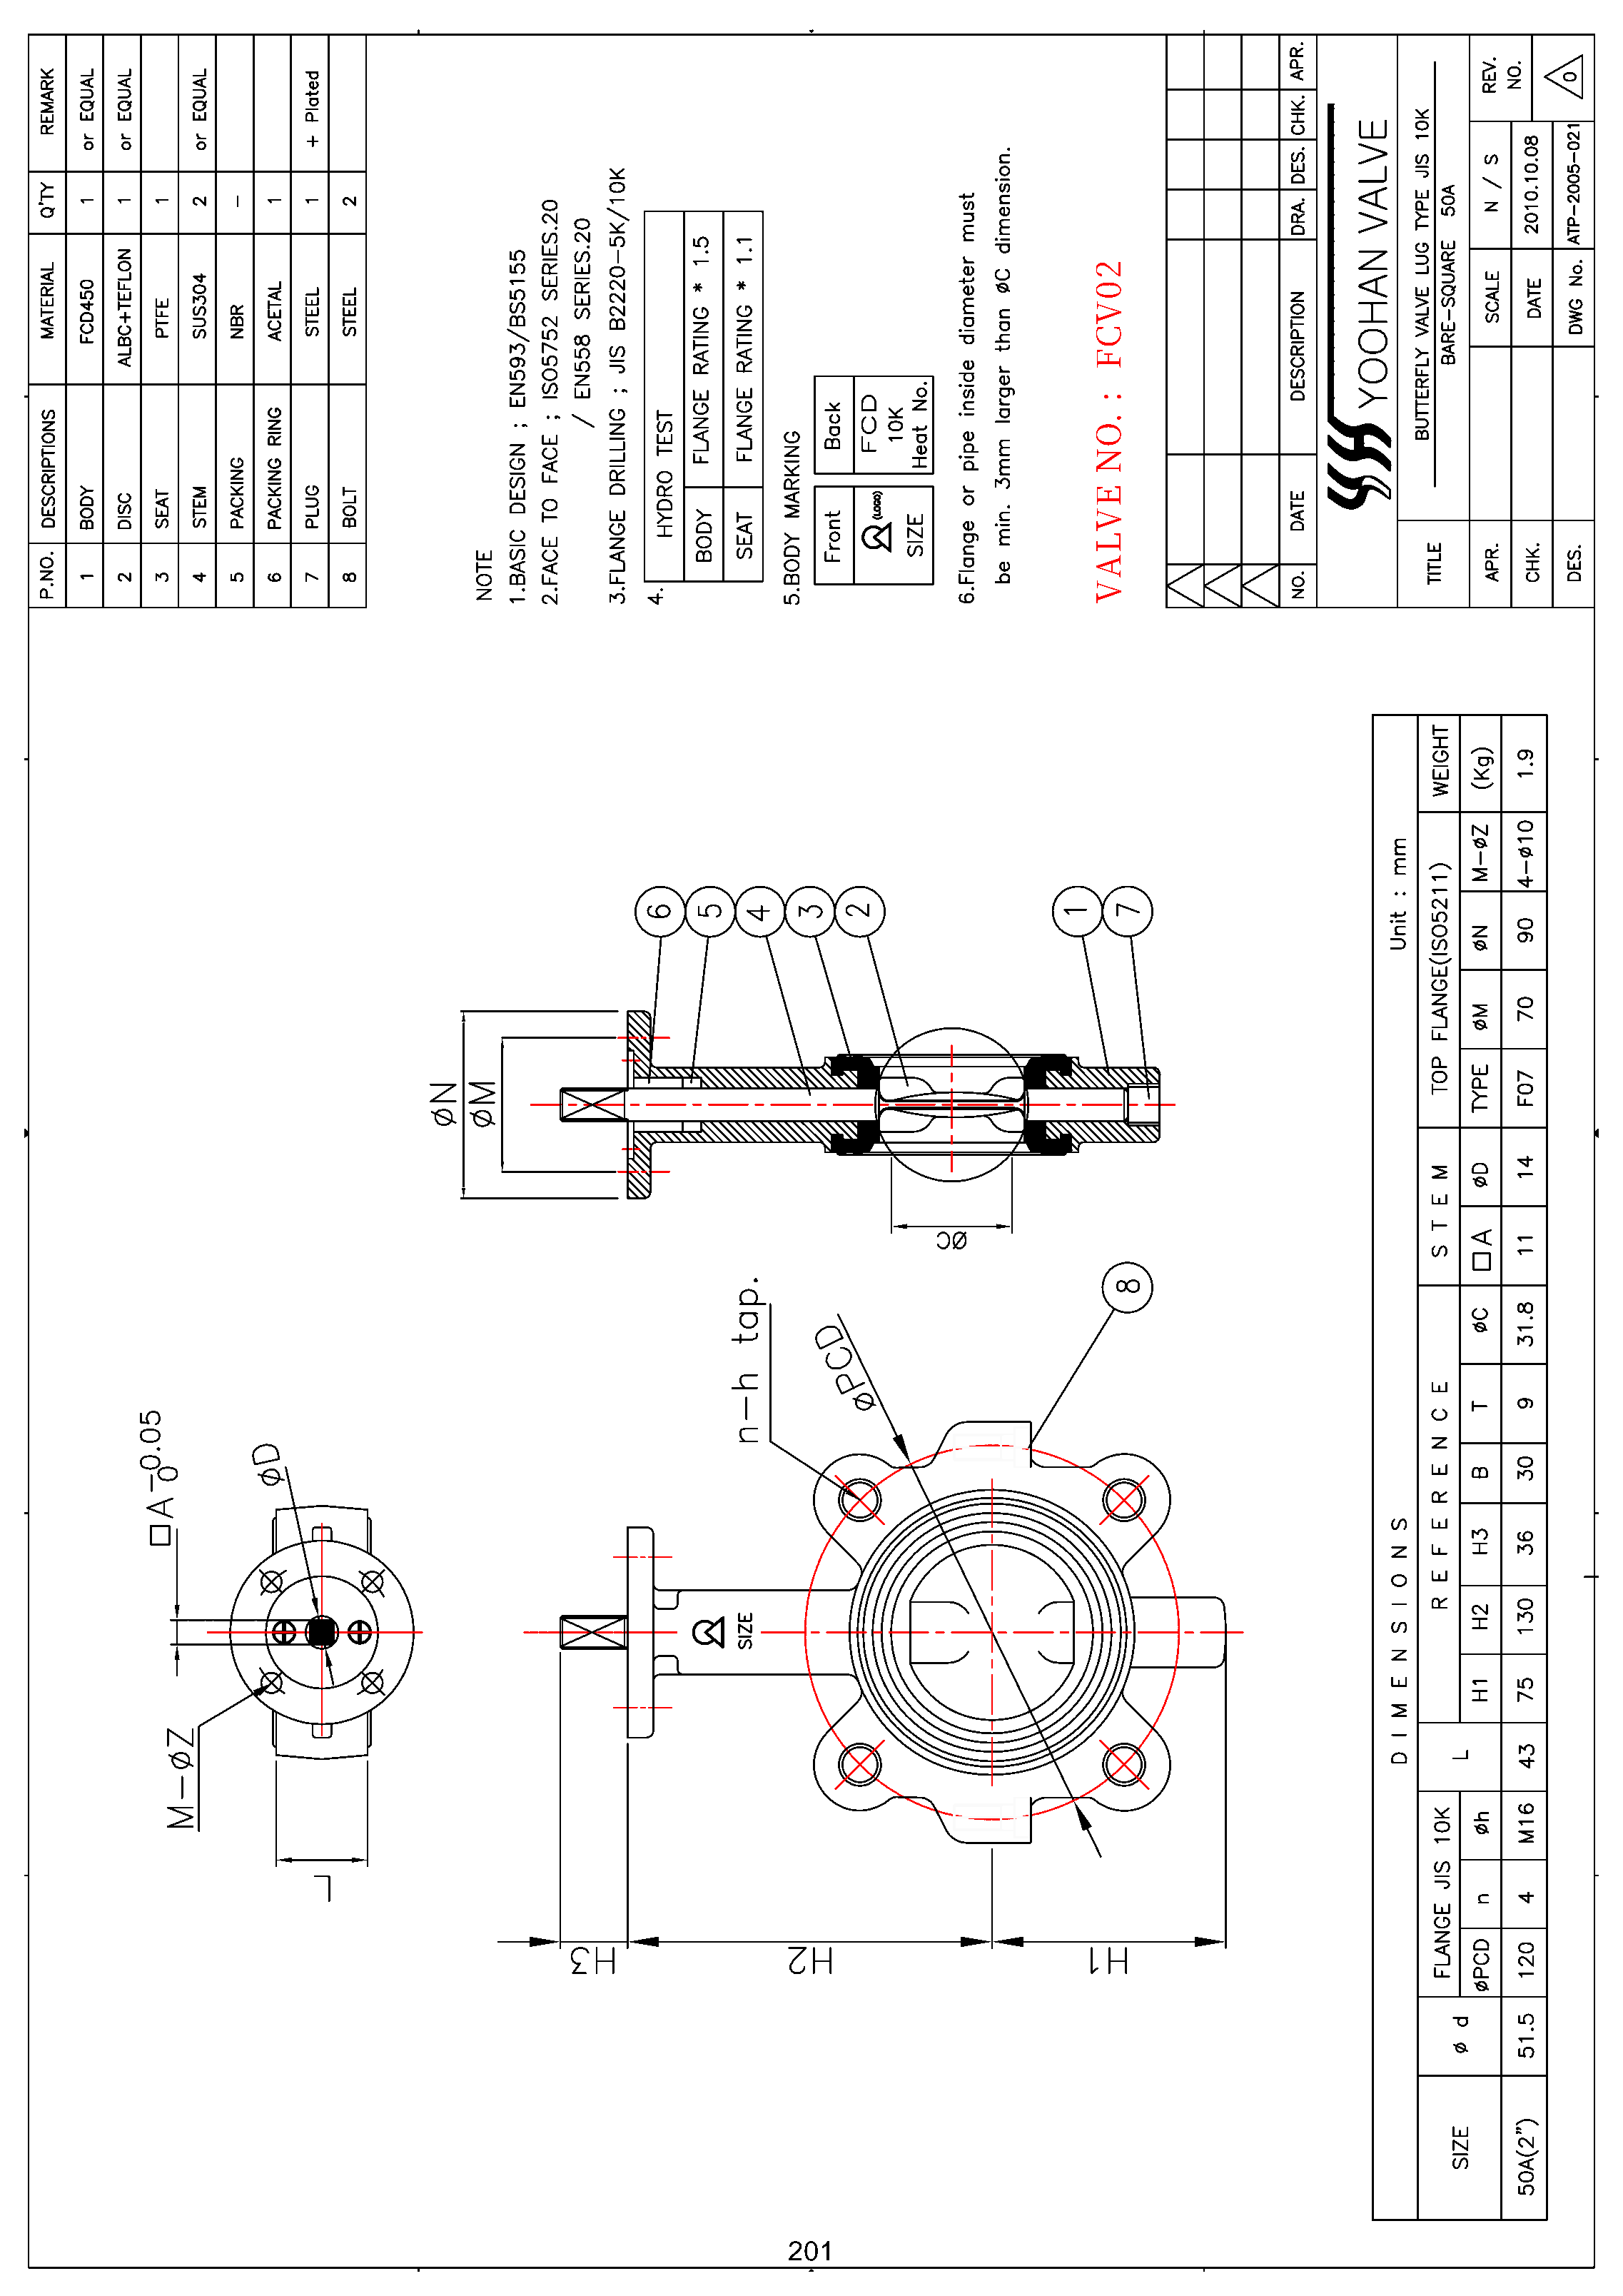 P.NO. DESCRIPTIONS MATERIAL Q'TY REMARK
1 BODY FCD450 1 or EQUAL
2 DISC ALBC+TEFLON 1 or EQUAL
3 SEAT PTFE 1
4 STEM SUS304 2 or EQUAL
5 PACKING NBR -
6 PACKING RING ACETAL 1
7 PLUG STEEL 1 + Plated
8 BOLT STEEL 2
NOTE
1.BASIC DESIGN ; EN593/BS5155
2.FACE TO FACE ; ISO5752 SERIES.20
/ EN558 SERIES.20
3.FLANGE DRILLING ; JIS B2220-5K/10K
4. HYDRO TEST
BODY FLANGE RATING * 1.5
SEAT FLANGE RATING * 1.1
5.BODY MARKING
Front Back
(LOGO) FCD
10K
SIZE Heat No.
6.Flange or pipe inside diameter must
be min. 3mm larger than øC dimension.
VALVE NO. : FCV02
NO. DATE DESCRIPTION DRA. DES. CHK. APR.
YOOHAN VALVE
TITLE BUTTERFLY VALVE LUG TYPE JIS 10K
BARE-SQUARE 50A
APR. SCALE N / S REV. NO.
CHK. DATE 2010.10.08
DES. DWG No. ATP-2005-021 0
□A -0.05
0
øD
M-øZ
L
øN
øM
6 5 4 3 2 1 7
øC
n-h tap.
øPCD
8
SIZE
H3 H2 H1
DIMENSIONS Unit : mm
SIZE ø d FLANGE JIS 10K L REFERENCE STEM TOP FLANGE(ISO5211) WEIGHT
øPCD n øh H1 H2 H3 B T øC □A øD TYPE øM øN M-øZ (Kg)
50A(2") 51.5 120 4 M16 43 75 130 36 30 9 31.8 11 14 F07 70 90 4-ø10 1.9
201